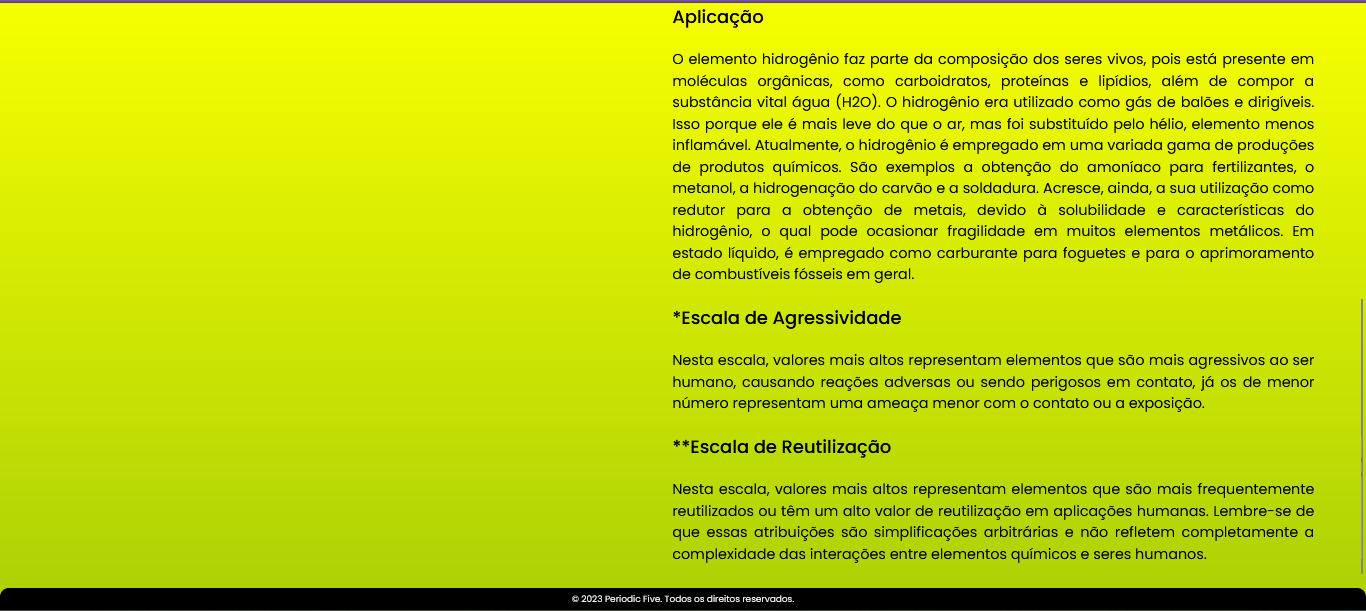 Aplicação
O elemento hidrogênio faz parte da composição dos seres vivos, pois está presente em
moléculas orgânicas, como carboidratos, proteínas e lipídios, além de compor a
substância vital água (H2O). O hidrogênio era utilizado como gás de balões e dirigíveis.
Isso porque ele é mais leve do que o ar, mas foi substituído pelo hélio, elemento menos
inflamável. Atualmente, o hidrogênio é empregado em uma variada gama de produções
de produtos químicos. São exemplos a obtenção do amoníaco para fertilizantes, o
metanol, a hidrogenação do carvão e a soldadura. Acresce, ainda, a sua utilização como
redutor para a obtenção de metais, devido à solubilidade e características do
hidrogênio, o qual pode ocasionar fragilidade em muitos elementos metálicos. Em
estado líquido, é empregado como carburante para foguetes e para o aprimoramento
de combustíveis fósseis em geral.
*Escala de Agressividade
Nesta escala, valores mais altos representam elementos que são mais agressivos ao ser
humano, causando reações adversas ou sendo perigosos em contato, já os de menor
número representam uma ameaça menor com o contato ou a exposição.
**Escala de Reutilização
Nesta escala, valores mais altos representam elementos que são mais frequentemente
reutilizados ou têm um alto valor de reutilização em aplicações humanas. Lembre-se de
que essas atribuições são simplificações arbitrárias e não refletem completamente a
complexidade das interações entre elementos químicos e seres humanos.
© 2023 Periodic Five. Todos os direitos reservados.